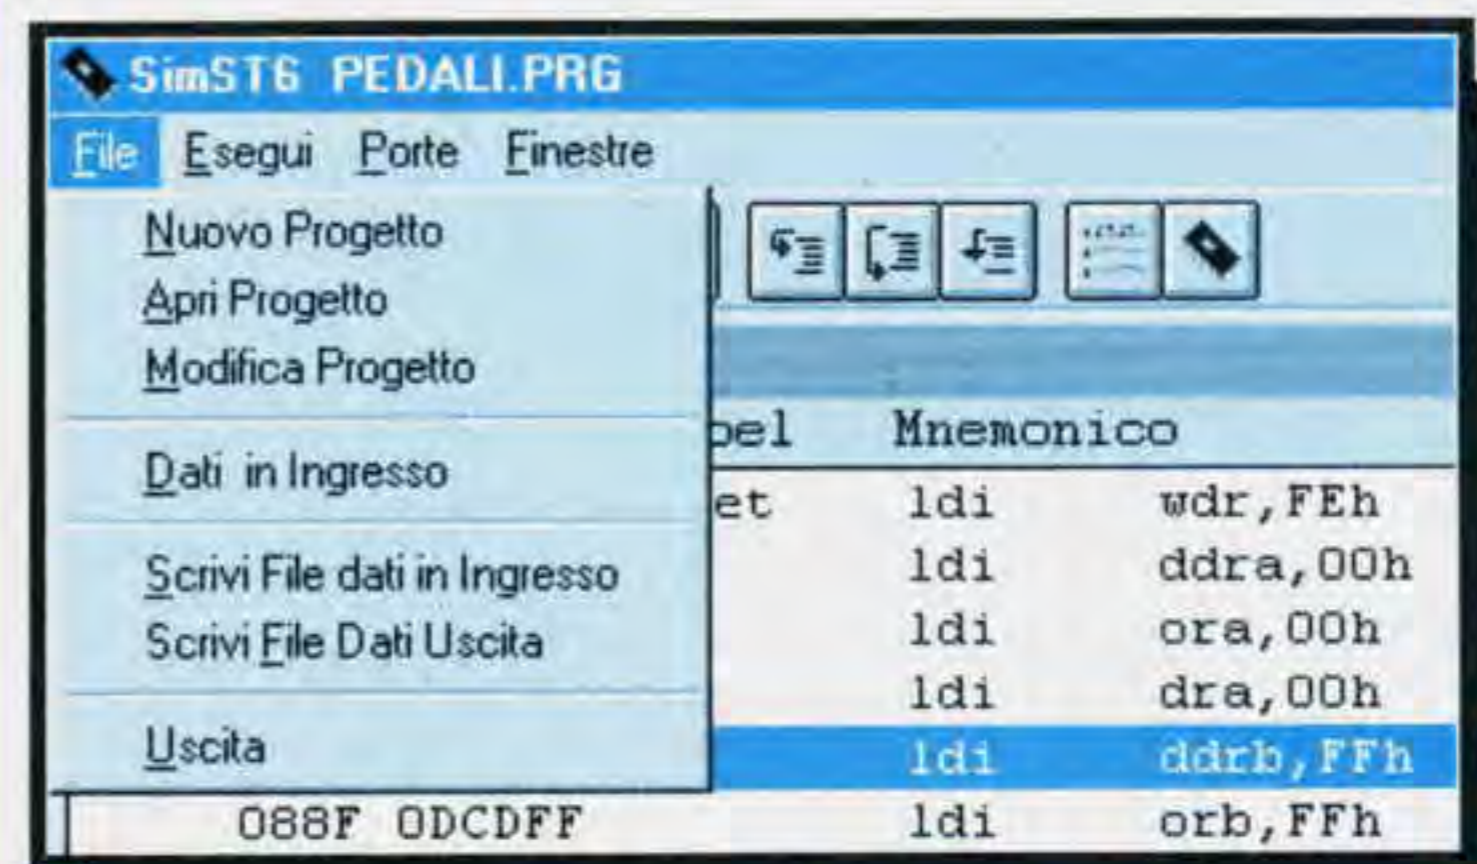 SimST6 PEDALI.PRG
File Esegui Porte Finestre
Nuovo Progetto
Apri Progetto
Modifica Progetto
Dati in Ingresso
Scrivi File dati in Ingresso
Scrivi File Dati Uscita
Uscita
bel Mnemonico
et ldi wdr,FEh
ldi ddra,00h
ldi ora,00h
ldi dra,00h
ldi ddrb,FFh
088F 0DCDFF ldi orb,FFh